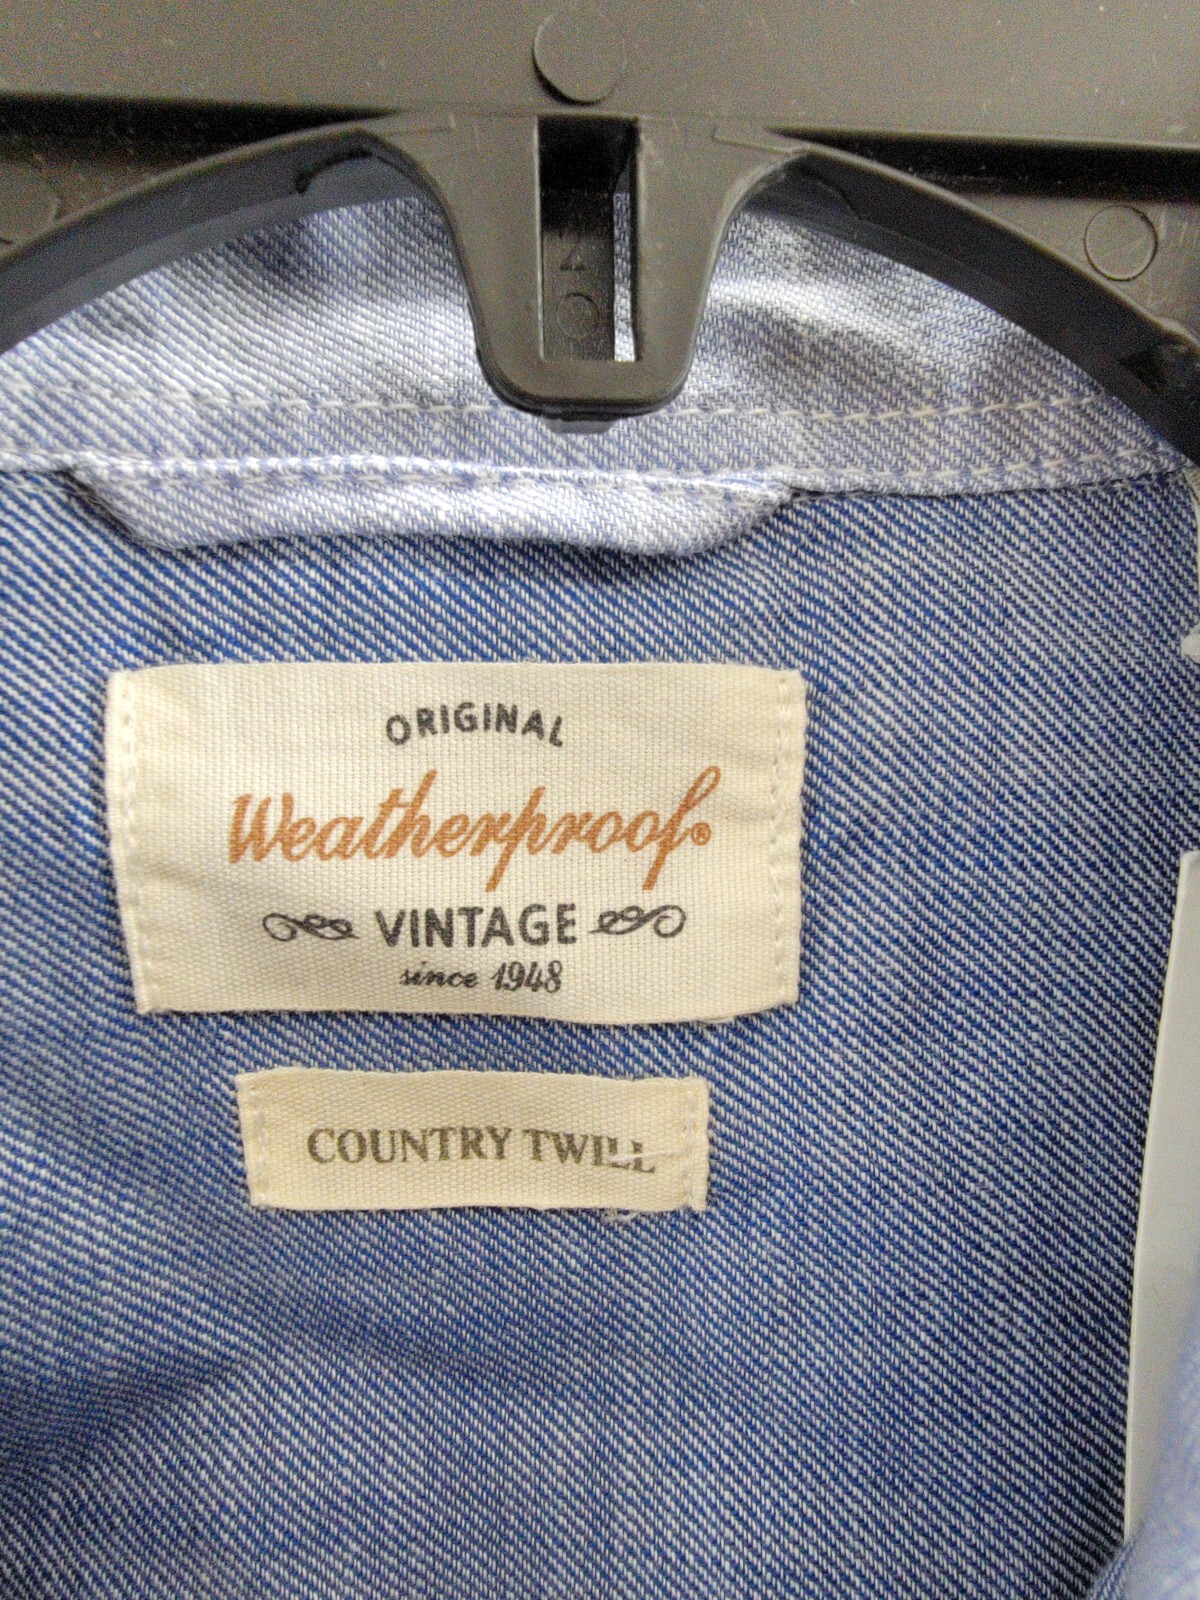 ORIGINAL
Weatherproof®
VINTAGE
since 1948
COUNTRY TWILL